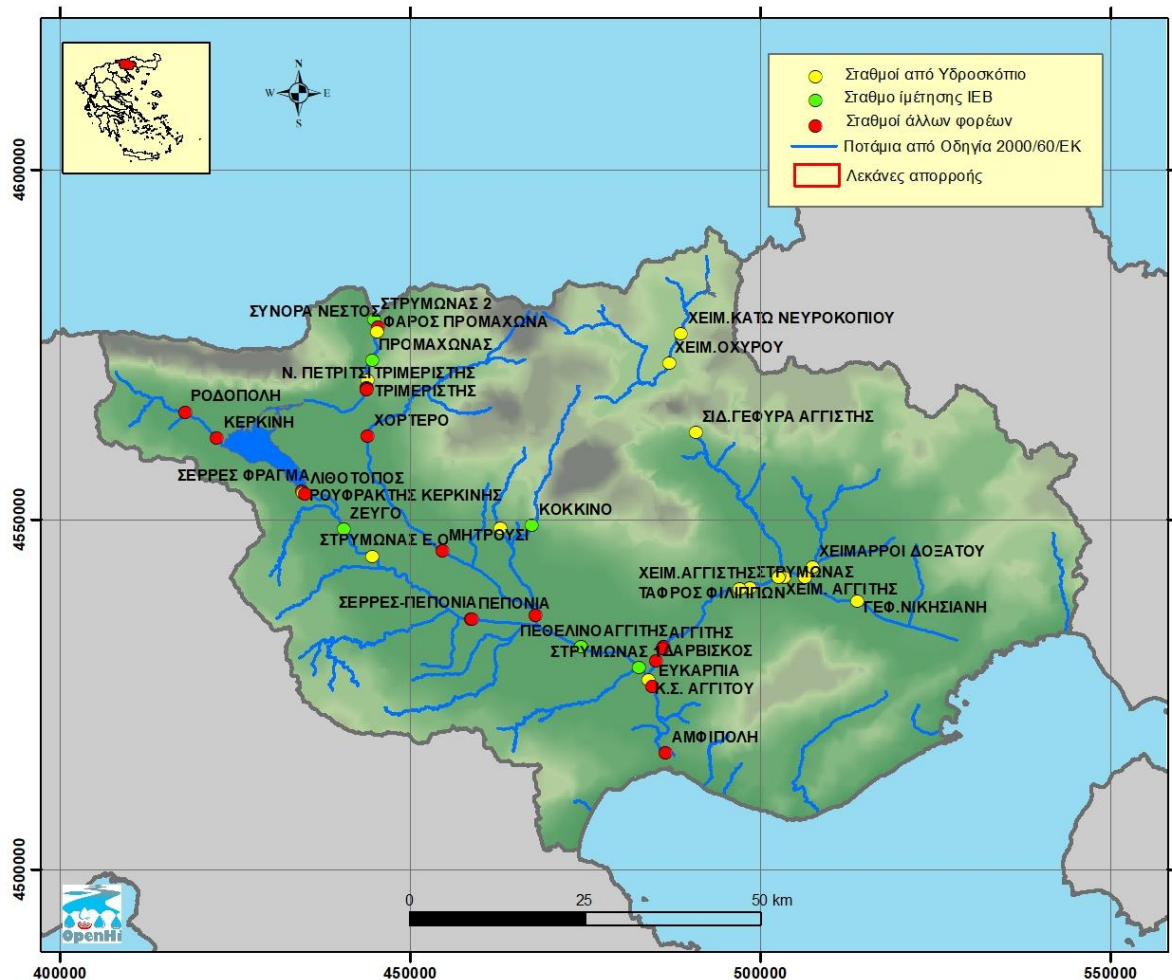 N
W E
S
Σταθμοί από Υδροσκόπιο
Σταθμο ίμέτησης ΙΕΒ
Σταθμοί άλλων φορέων
Ποτάμια από Οδηγία 2000/60/ΕΚ
Λεκάνες απορροής
4600000
4550000
4500000
ΣΥΝΟΡΑ ΝΕΣΤΟΣ
ΣΤΡΥΜΩΝΑΣ 2
ΦΑΡΟΣ ΠΡΟΜΑΧΩΝΑ
ΠΡΟΜΑΧΩΝΑΣ
Ν. ΠΕΤΡΙΤΣΙ
ΤΡΙΜΕΡΙΣΤΗΣ
ΤΡΙΜΕΡΙΣΤΗΣ
ΧΕΙΜ.ΚΑΤΩ ΝΕΥΡΟΚΟΠΙΟΥ
ΧΕΙΜ.ΟΧΥΡΟΥ
ΡΟΔΟΠΟΛΗ
ΚΕΡΚΙΝΗ
ΧΟΡΤΕΡΟ
ΣΙΔ.ΓΕΦΥΡΑ ΑΓΓΙΣΤΗΣ
ΣΕΡΡΕΣ ΦΡΑΓΜΑ
ΛΙΘΟΤΟΠΟΣ
ΡΟΥΦΡΑΚΤΗΣ ΚΕΡΚΙΝΗΣ
ΖΕΥΓΟ
ΚΟΚΚΙΝΟ
ΣΤΡΥΜΩΝΑΣ Ε.Ο
ΜΗΤΡΟΥΣΙ
ΧΕΙΜΑΡΡΟΙ ΔΟΞΑΤΟΥ
ΧΕΙΜ.ΑΓΓΙΣΤΗΣ
ΣΤΡΥΜΩΝΑΣ
ΤΑΦΡΟΣ ΦΙΛΙΠΠΩΝ
ΧΕΙΜ. ΑΓΓΙΤΗΣ
ΓΕΦ.ΝΙΚΗΣΙΑΝΗ
ΣΕΡΡΕΣ-ΠΕΠΟΝΙΑ
ΠΕΠΟΝΙΑ
ΠΕΘΕΛΙΝΟ
ΑΓΓΙΤΗΣ
ΑΓΓΙΤΗΣ
ΣΤΡΥΜΩΝΑΣ
ΔΑΡΒΙΣΚΟΣ
ΕΥΚΑΡΠΙΑ
Κ.Σ. ΑΓΓΙΤΟΥ
ΑΜΦΙΠΟΛΗ
0 25 50 km
OpenHi
400000 450000 500000 550000